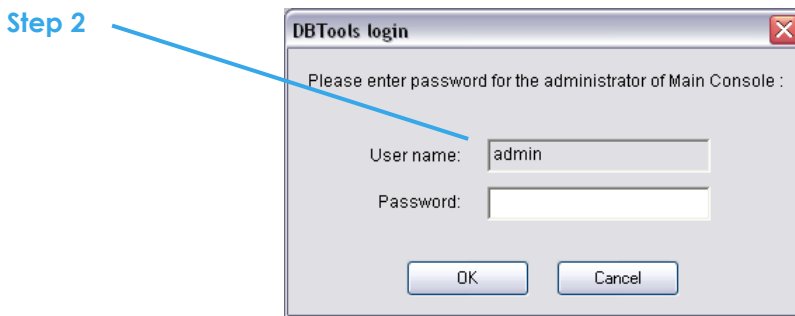 Step 2
DBTools login
Please enter password for the administrator of Main Console :
User name: admin
Password:
OK Cancel